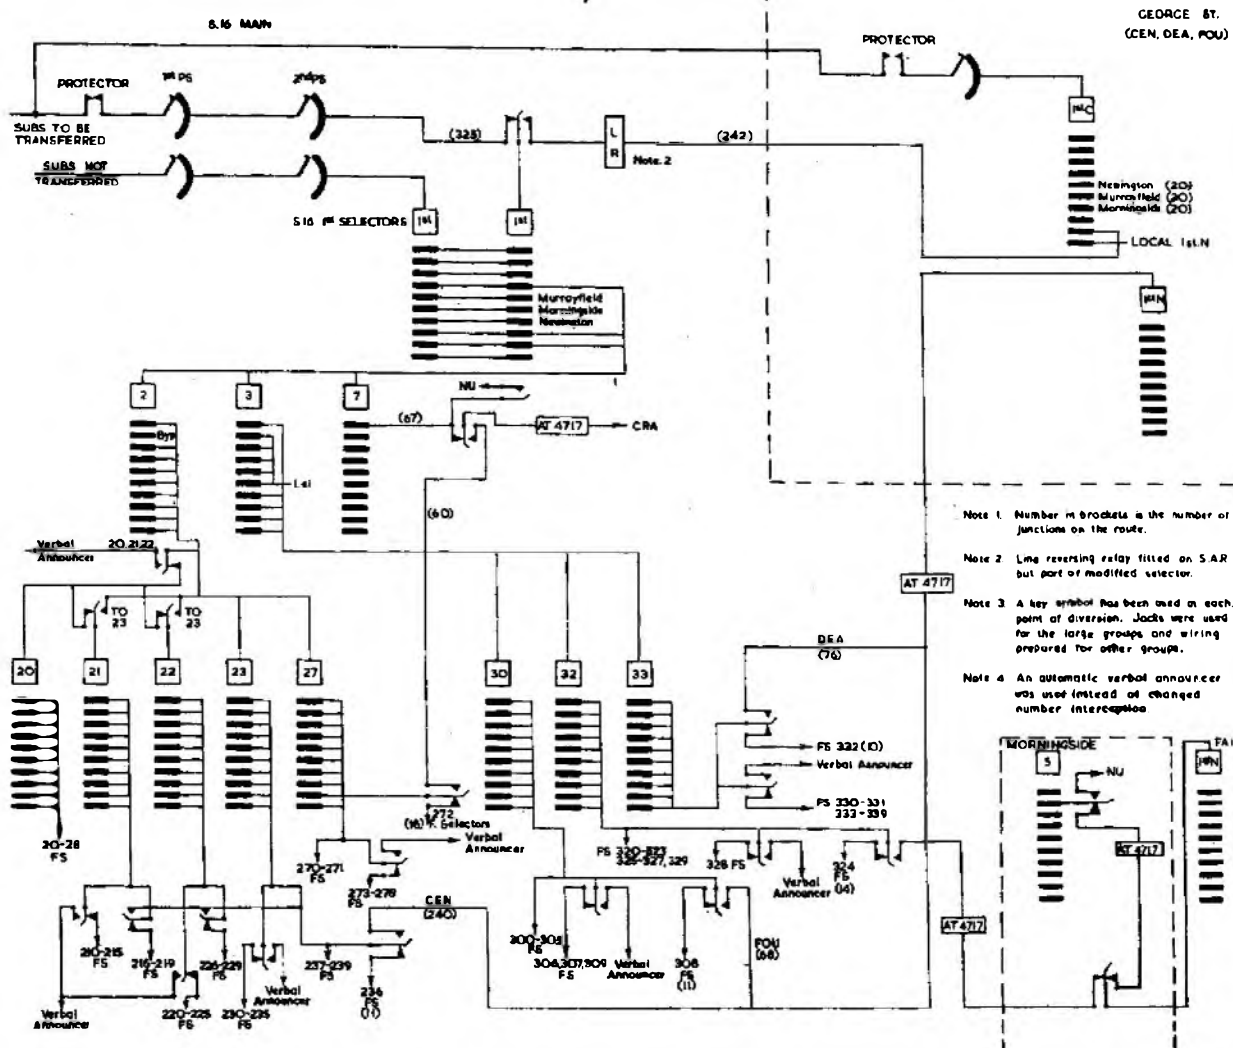 S.16 MAIN
GEORGE ST.
(CEN, DEA, FOU)
PROTECTOR
PROTECTOR
1st PS
2nd PS
SUBS TO BE
TRANSFERRED
(323)
L
R
Note. 2
(242)
1st C
SUBS NOT
TRANSFERRED
Newington (20)
Murrayfield (20)
Morningside (20)
S16 1st SELECTORS
1st
1st
LOCAL 1st.N
1st N
Murrayfield
Morningside
Newington
2
3
7
NU
(67)
AT 4717
CRA
(60)
Verbal
Announcer
20.21.22
TO
23
TO
23
AT 4717
Note 1. Number in brackets is the number of
junctions on the route.
Note 2. Line reversing relay fitted on S.A.R
but part of modified selector.
Note 3 A key symbol has been used at each
point of diversion. Jacks were used
for the large groups and wiring
prepared for other groups.
Note 4 An automatic verbal announcer
was used instead of changed
number interception
DEA
(76)
20
21
22
23
27
30
32
33
FS 332 (10)
Verbal Announcer
FS 330-331
333-339
MORNINGSIDE
5
NU
AT 4717
20-28
FS
272
Selectors
Verbal
Announcer
270-271
FS
273-278
FS
FS 320-323
328 FS
Verbal
Announcer
324
FS
(14)
CEN
(240)
AT 4717
210-215
FS
216-219
FS
226-229
FS
237-239
FS
236
FS
300-305
FS
306,307,309
FS
Verbal
Announcer
308
FS
(11)
FOU
(68)
Verbal
Announcer
220-225
FS
230-235
FS
Verbal
Announcer